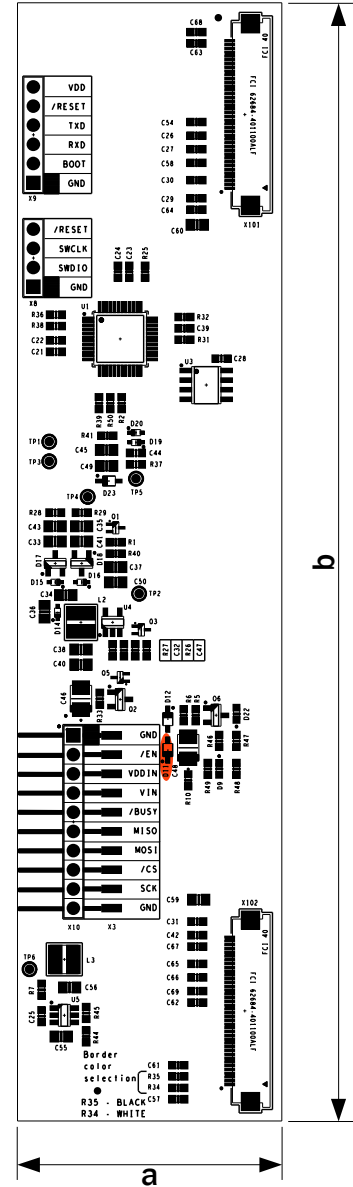 C68
C63
FCI 40
FCI 62684-401100ALF
X101
VDD
/RESET
TXD
RXD
BOOT
GND
X9
C54
C26
C27
C58
C30
C29
C64
C60
/RESET
SWCLK
SWDIO
GND
X8
C24
C23
R25
U1
R36
R38
C22
C21
R32
C39
R31
U3
C28
R39
R50
R2
D20
D19
C44
R37
TP1
TP3
R41
C45
C49
D23
TP5
TP4
R28
C43
C33
R29
C41
C35
Q1
R1
R40
C37
D17
D18
D15
D16
C34
C50
TP2
C36
D14
L2
U4
Q3
C38
C40
R27
C32
R26
C47
Q5
C46
R33
Q2
D12
R6
R5
Q6
D22
D11
C48
R46
R47
R10
R49
D9
R48
GND
/EN
VDDIN
VIN
/BUSY
MISO
MOSI
/CS
SCK
GND
X10
X3
C59
C31
C42
C67
C65
C66
C69
C62
X102
FCI 40
FCI 62684-401100ALF
TP6
L3
R7
C56
U5
C25
R45
R44
C55
Border
color
selection
C61
R35
R34
C57
R35 - BLACK
R34 - WHITE
a
b